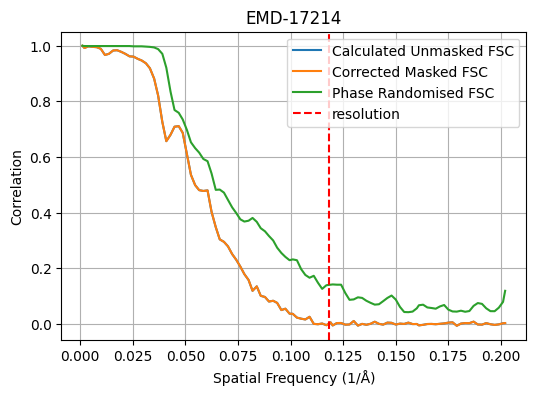 EMD-17214
1.0
0.8
0.6
0.4
0.2
0.0
Correlation
Calculated Unmasked FSC
Corrected Masked FSC
Phase Randomised FSC
resolution
0.000 0.025 0.050 0.075 0.100 0.125 0.150 0.175 0.200
Spatial Frequency (1/Å)